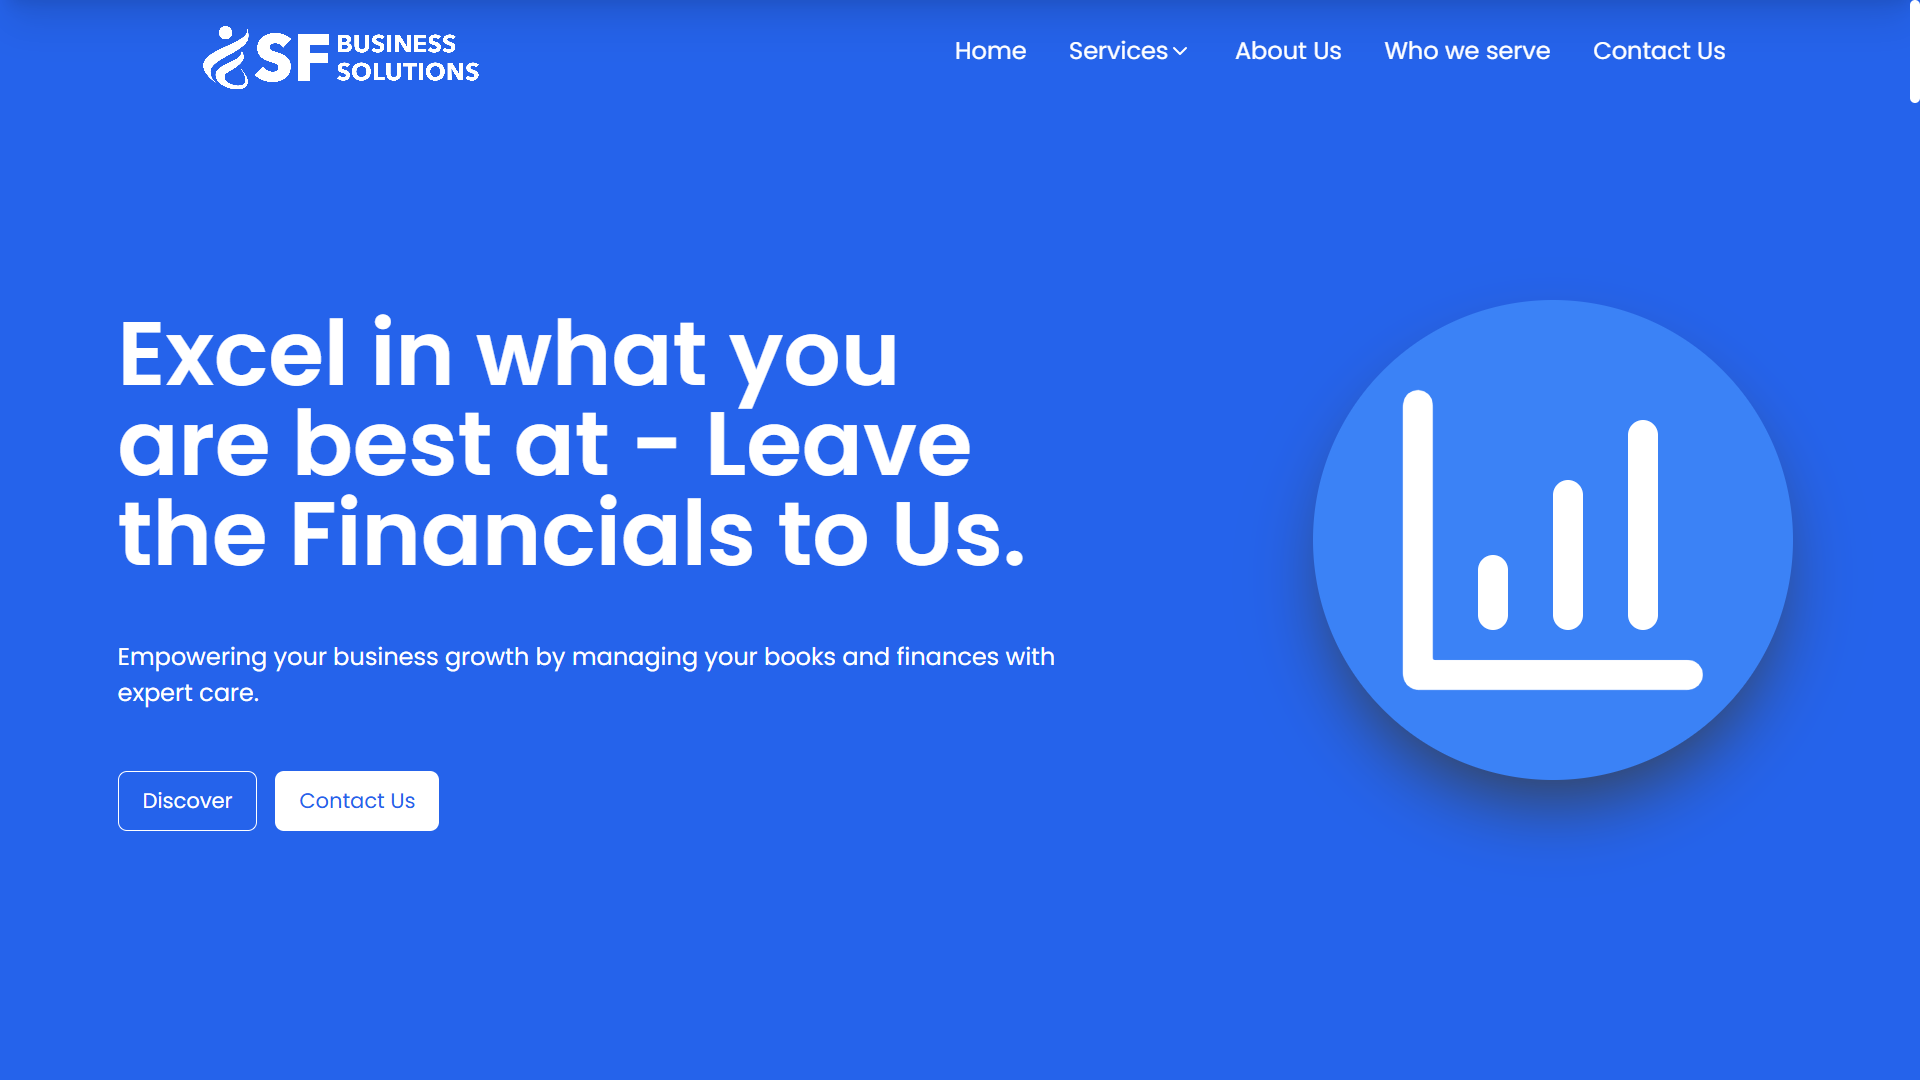 SF BUSINESS
SOLUTIONS
Home Services About Us Who we serve Contact Us
Excel in what you
are best at - Leave
the Financials to Us.
Empowering your business growth by managing your books and finances with
expert care.
Discover Contact Us